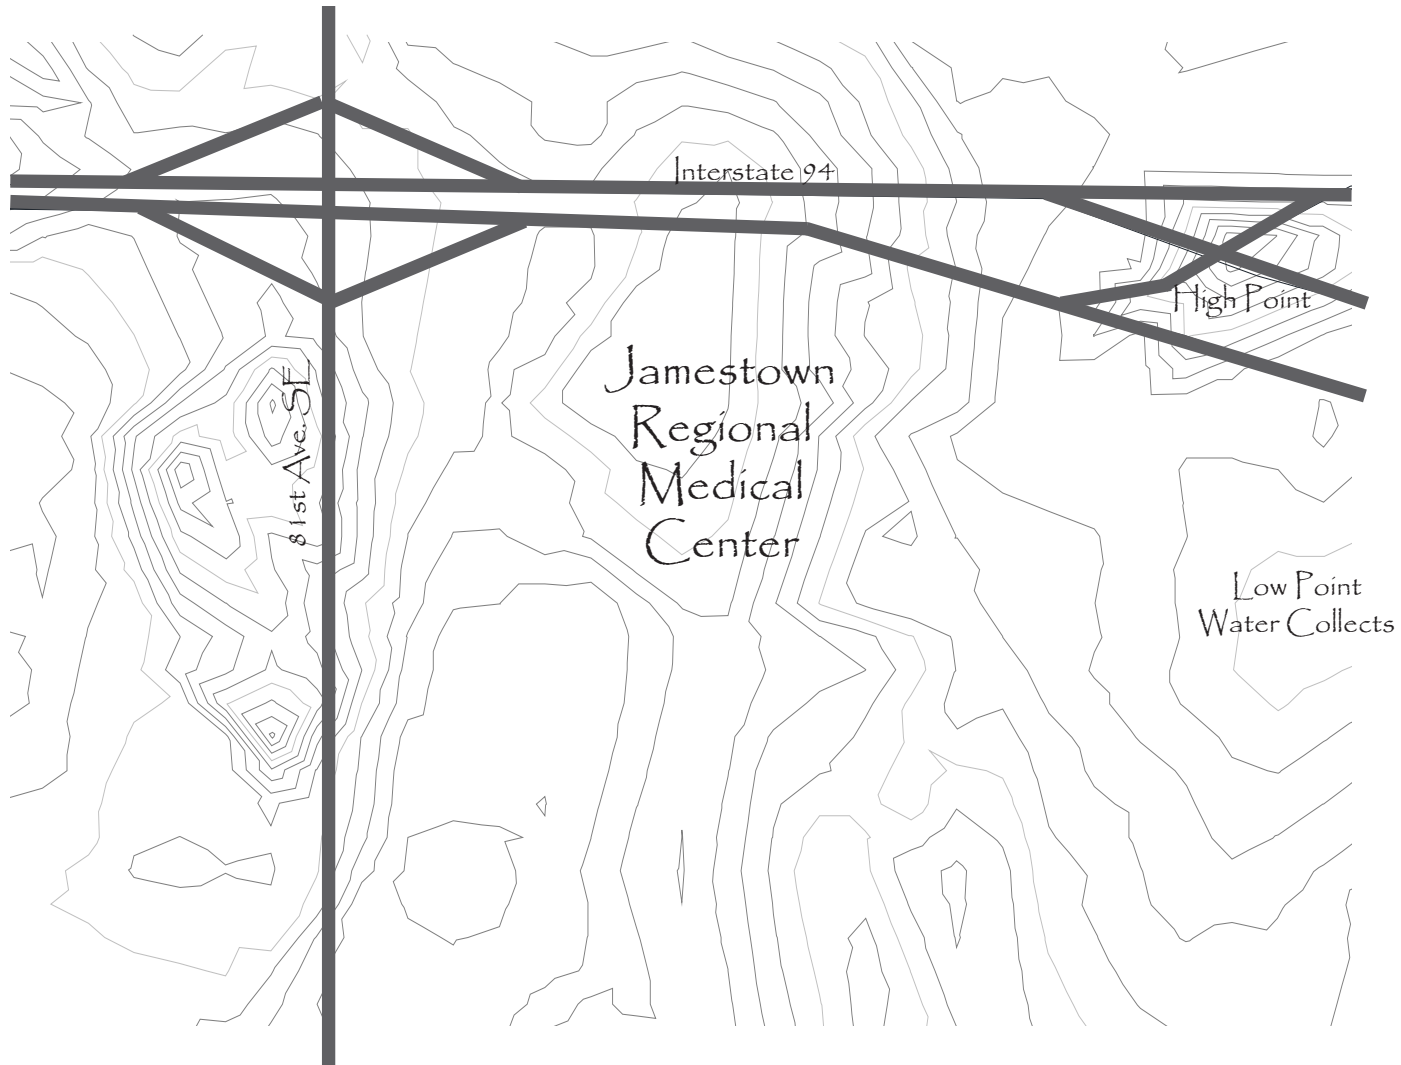 Interstate 94
High Point
81st Ave. SE
Jamestown
Regional
Medical
Center
Low Point
Water Collects